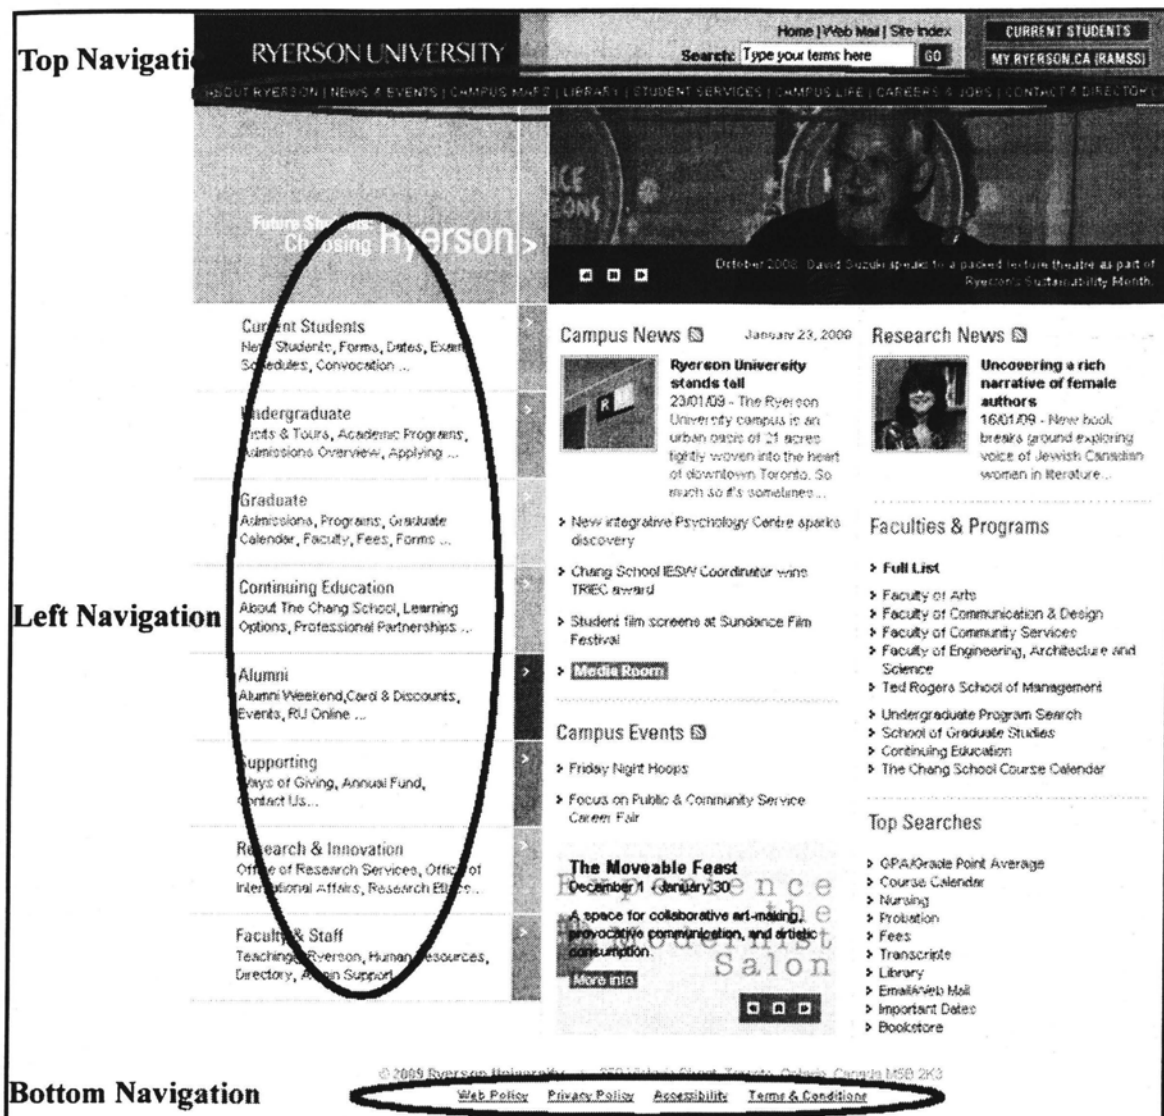 Top Navigati
RYERSON UNIVERSITY
Home | Web Mail | Site Index
Search: Type your terms here GO
CURRENT STUDENTS
MY.RYERSON.CA (RAMSS)
ABOUT RYERSON | NEWS & EVENTS | CAMPUS MAPS | LIBRARY | STUDENT SERVICES | CAMPUS LIFE | CAREERS & JOBS | CONTACT & DIRECTOR
Future Students:
Choosing Ryerson >
October 2008: David Suzuki speaks to a packed lecture theatre as part of
Ryerson's Sustainability Month.
Left Navigation
Current Students
New Students, Forms, Dates, Exam
Schedules, Convocation ...
Undergraduate
Visits & Tours, Academic Programs,
Admissions Overview, Applying ...
Graduate
Admissions, Programs, Graduate
Calendar, Faculty, Fees, Forms ...
Continuing Education
About The Chang School, Learning
Options, Professional Partnerships ...
Alumni
Alumni Weekend,Card & Discounts,
Events, RU Online ...
Supporting
Ways of Giving, Annual Fund,
Contact Us...
Research & Innovation
Office of Research Services, Office of
International Affairs, Research Ethics...
Faculty & Staff
Teaching Ryerson, Human Resources,
Directory, Support
Campus News January 23, 2009
Ryerson University
stands tall
23/01/09 - The Ryerson
University campus is an
urban oasis of 21 acres
tightly woven into the heart
of downtown Toronto. So
much so it's sometimes ...
> New integrative Psychology Centre sparks
discovery
> Chang School IESW Coordinator wins
TRIEC award
> Student film screens at Sundance Film
Festival
> Media Room
Campus Events
> Friday Night Hoops
> Focus on Public & Community Service
Career Fair
The Moveable Feast
December 1 - January 30
A space for collaborative art-making,
provocative communication, and artistic
consumption.
More info
Experience
the
Modernist
Salon
Research News
Uncovering a rich
narrative of female
authors
16/01/09 - New book
breaks ground exploring
voice of Jewish Canadian
women in literature...
Faculties & Programs
> Full List
> Faculty of Arts
> Faculty of Communication & Design
> Faculty of Community Services
> Faculty of Engineering, Architecture and
Science
> Ted Rogers School of Management
> Undergraduate Program Search
> School of Graduate Studies
> Continuing Education
> The Chang School Course Calendar
Top Searches
> GPA/Grade Point Average
> Course Calendar
> Nursing
> Probation
> Fees
> Transcripts
> Library
> Email/Web Mail
> Important Dates
> Bookstore
Bottom Navigation
© 2009 Ryerson University 350 Victoria Street, Toronto, Ontario, Canada M5B 2K3
Web Policy Privacy Policy Accessibility Terms & Conditions